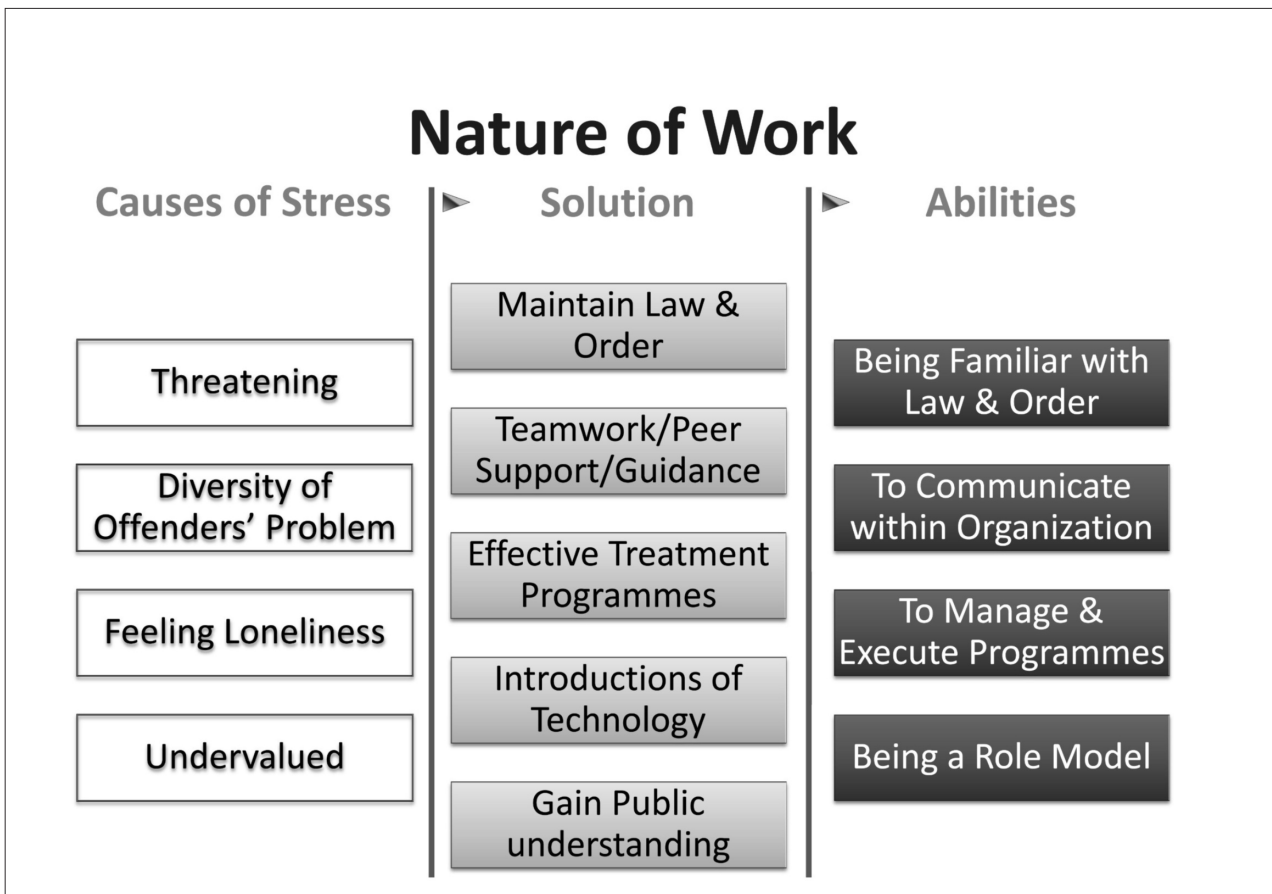 Nature of Work
Causes of Stress
Threatening
Diversity of
Offenders’ Problem
Feeling Loneliness
Undervalued
Solution
Maintain Law &
Order
Teamwork/Peer
Support/Guidance
Effective Treatment
Programmes
Introductions of
Technology
Gain Public
understanding
Abilities
Being Familiar with
Law & Order
To Communicate
within Organization
To Manage &
Execute Programmes
Being a Role Model